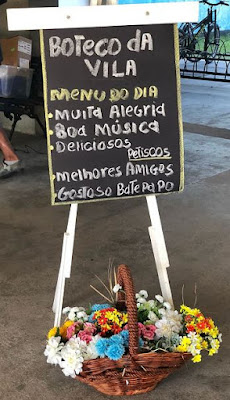 BOTECO DA
VILA
MENU DO DIA
• MUITA ALEGRIA
• BOA MÚSICA
• DELICIOSOS
PETISCOS
• MELHORES AMIGOS
• GOSTOSO BATE PAPO